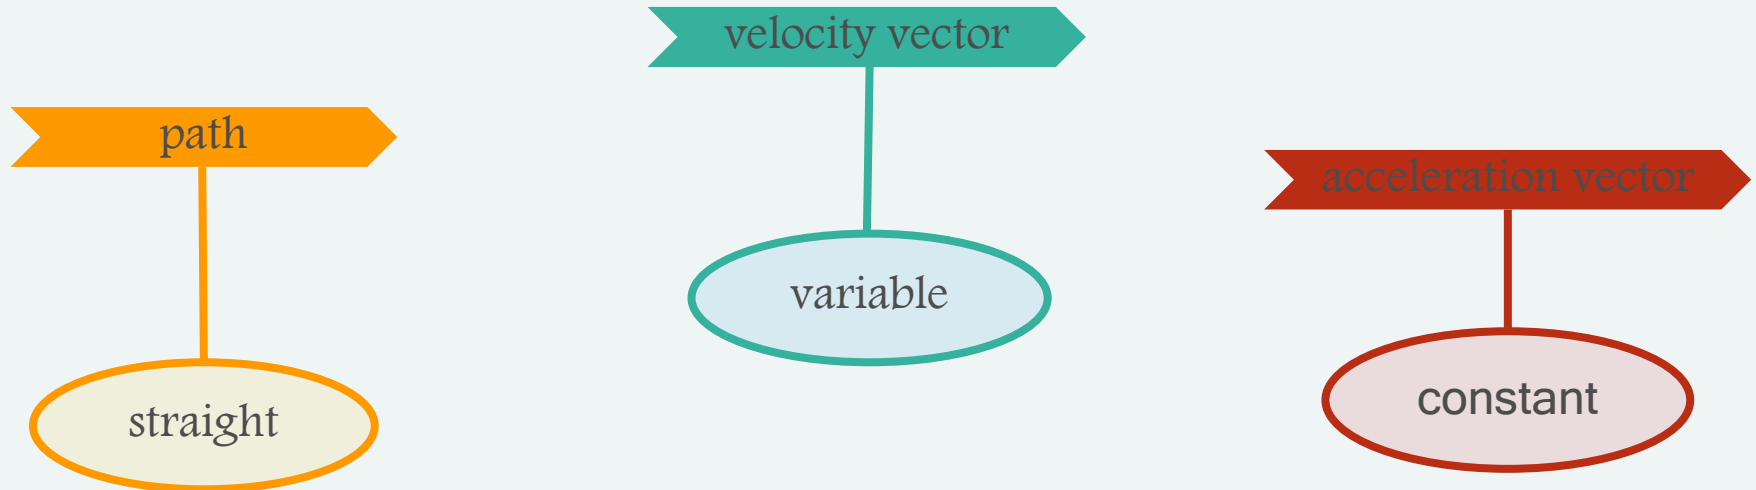 path
straight
velocity vector
variable
acceleration vector
constant